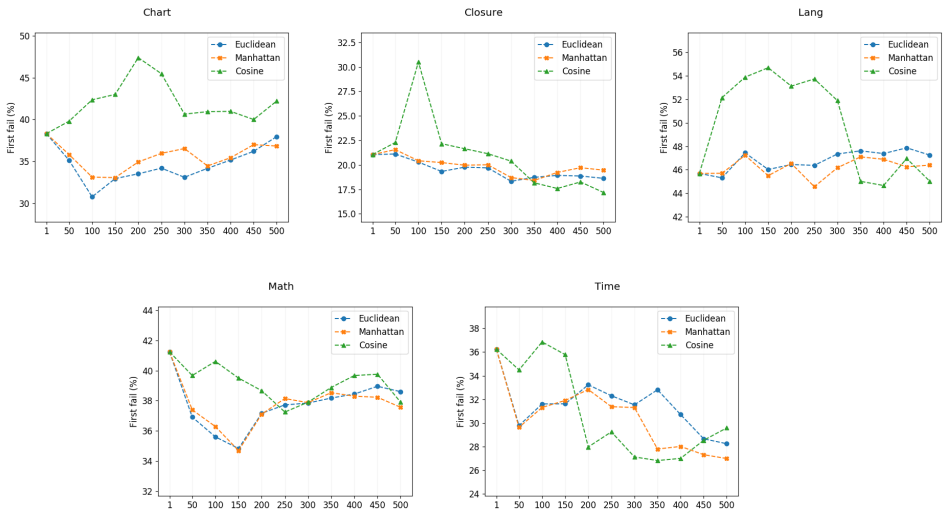 Chart
Closure
Lang
50
45
40
35
30
First fail (%)
Euclidean
Manhattan
Cosine
1 50 100 150 200 250 300 350 400 450 500
32.5
30.0
27.5
25.0
22.5
20.0
17.5
15.0
First fail (%)
Euclidean
Manhattan
Cosine
1 50 100 150 200 250 300 350 400 450 500
56
54
52
50
48
46
44
42
First fail (%)
Euclidean
Manhattan
Cosine
1 50 100 150 200 250 300 350 400 450 500
Math
Time
44
42
40
38
36
34
32
First fail (%)
Euclidean
Manhattan
Cosine
1 50 100 150 200 250 300 350 400 450 500
38
36
34
32
30
28
26
24
First fail (%)
Euclidean
Manhattan
Cosine
1 50 100 150 200 250 300 350 400 450 500